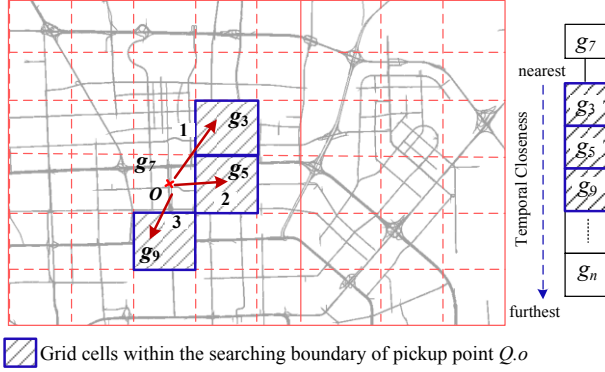 g7
nearest
1
g3
g3
g7
g5
g5
o
2
3
g9
g9
Temporal Closeness
gn
furthest
Grid cells within the searching boundary of pickup point Q.o